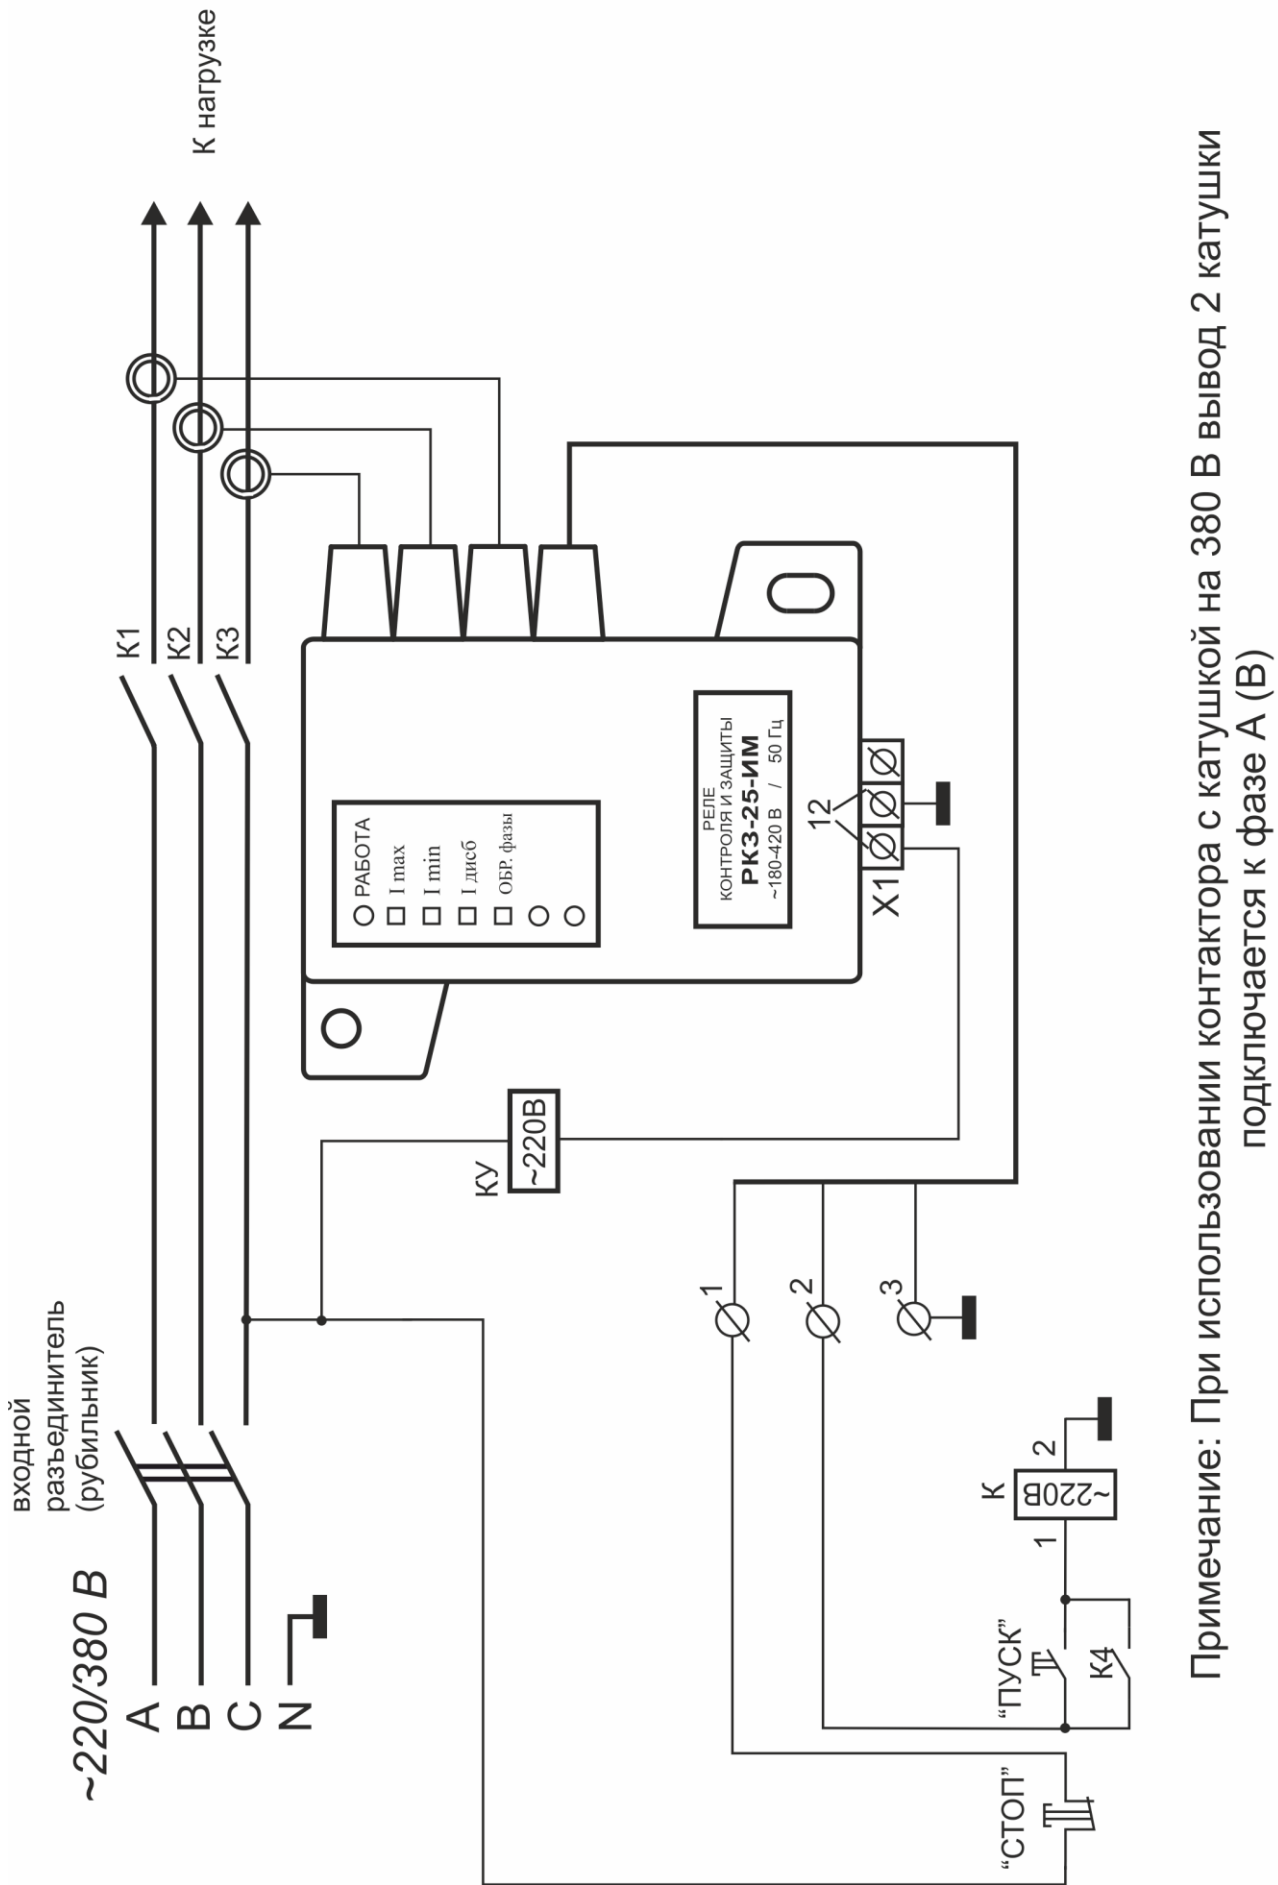 входной
разъединитель
(рубильник)
~220/380 В
A
B
C
N
К1
К2
К3
К нагрузке
РАБОТА
I max
I min
I дисб
ОБР. фазы
РЕЛЕ
КОНТРОЛЯ И ЗАЩИТЫ
РКЗ-25-ИМ
~180-420 В / 50 Гц
12
X1
КУ
~220В
1
2
3
К
~220В
1
2
“ПУСК”
К4
“СТОП”
Примечание: При использовании контактора с катушкой на 380 В вывод 2 катушки
подключается к фазе А (В)